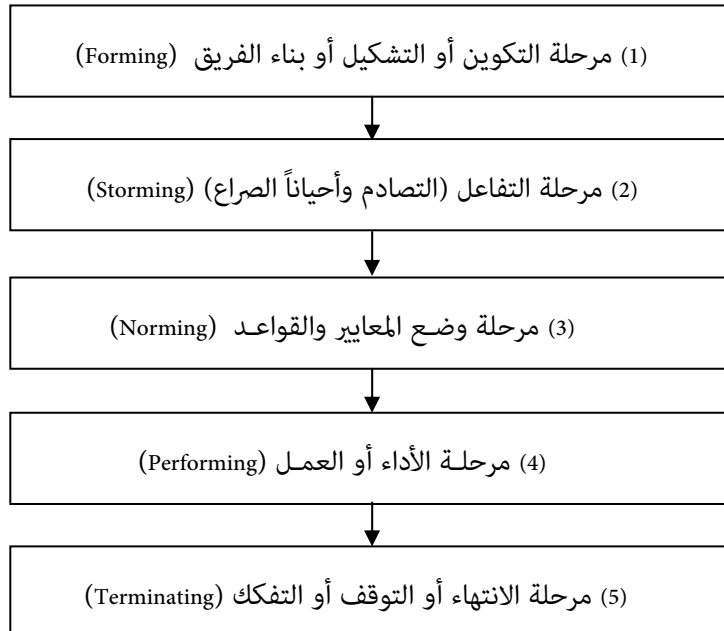 (1) مرحلة التكوين أو التشكيل أو بناء الفريق (Forming)
(2) مرحلة التفاعل (التصادم وأحياناً الصراع) (Storming)
(3) مرحلة وضع المعايير والقواعد (Norming)
(4) مرحلة الأداء أو العمل (Performing)
(5) مرحلة الانتهاء أو التوقف أو التفكك (Terminating)